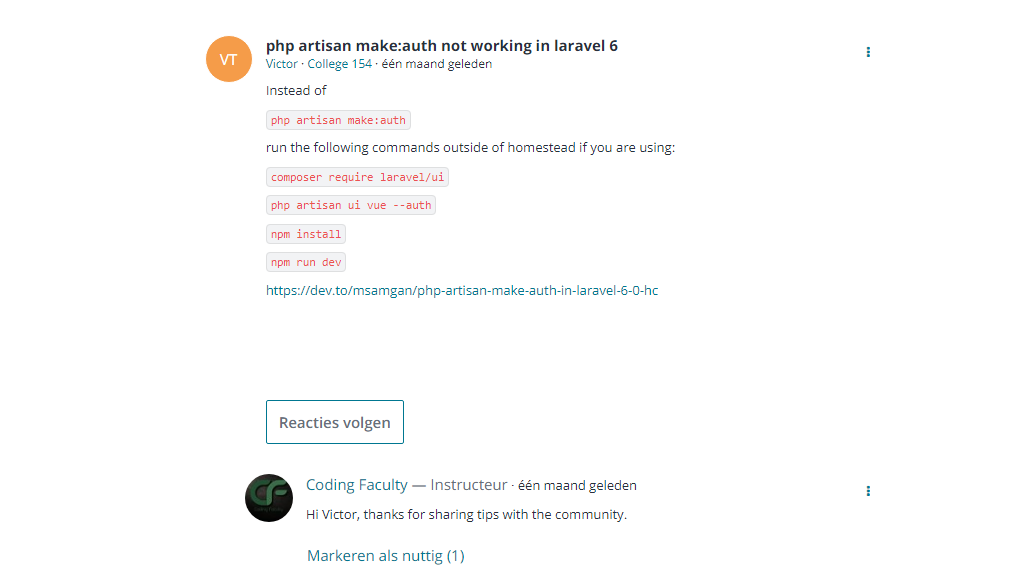 VT
php artisan make:auth not working in laravel 6
Victor · College 154 · één maand geleden
Instead of
php artisan make:auth
run the following commands outside of homestead if you are using:
composer require laravel/ui
php artisan ui vue --auth
npm install
npm run dev
https://dev.to/msamgan/php-artisan-make-auth-in-laravel-6-0-hc
Reacties volgen
CF
Coding Faculty — Instructeur · één maand geleden
Hi Victor, thanks for sharing tips with the community.
Markeren als nuttig (1)